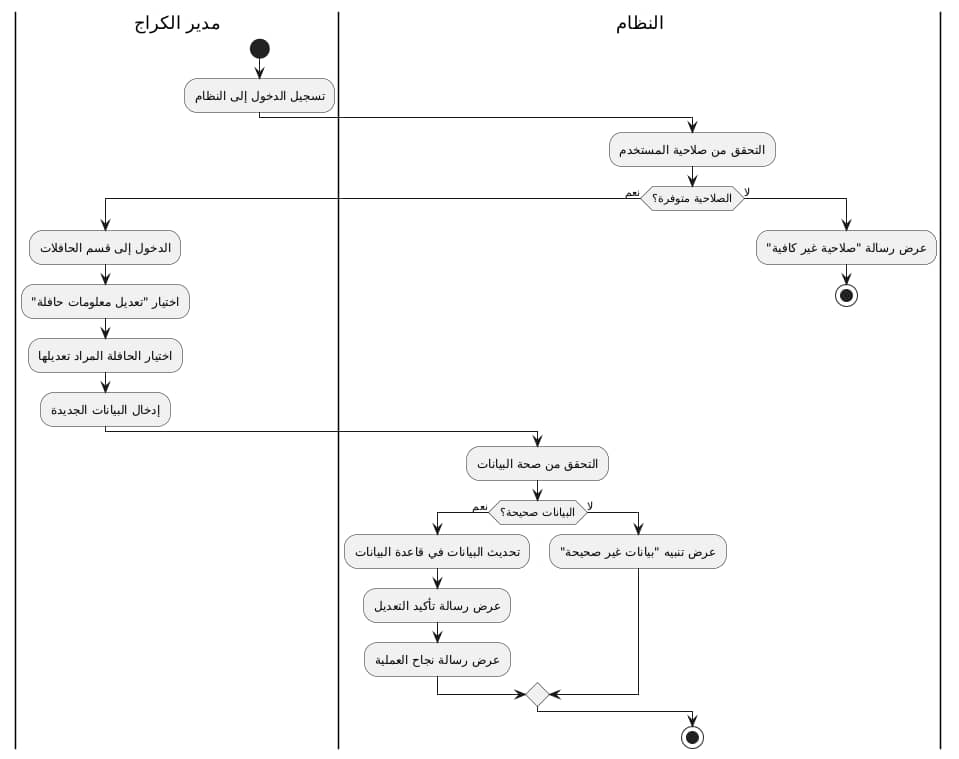 مدير الكراج
النظام
تسجيل الدخول إلى النظام
التحقق من صلاحية المستخدم
الصلاحية متوفرة؟
نعم
لا
الدخول إلى قسم الحافلات
عرض رسالة "صلاحية غير كافية"
اختيار "تعديل معلومات حافلة"
اختيار الحافلة المراد تعديلها
إدخال البيانات الجديدة
التحقق من صحة البيانات
البيانات صحيحة؟
نعم
لا
تحديث البيانات في قاعدة البيانات
عرض تنبيه "بيانات غير صحيحة"
عرض رسالة تأكيد التعديل
عرض رسالة نجاح العملية